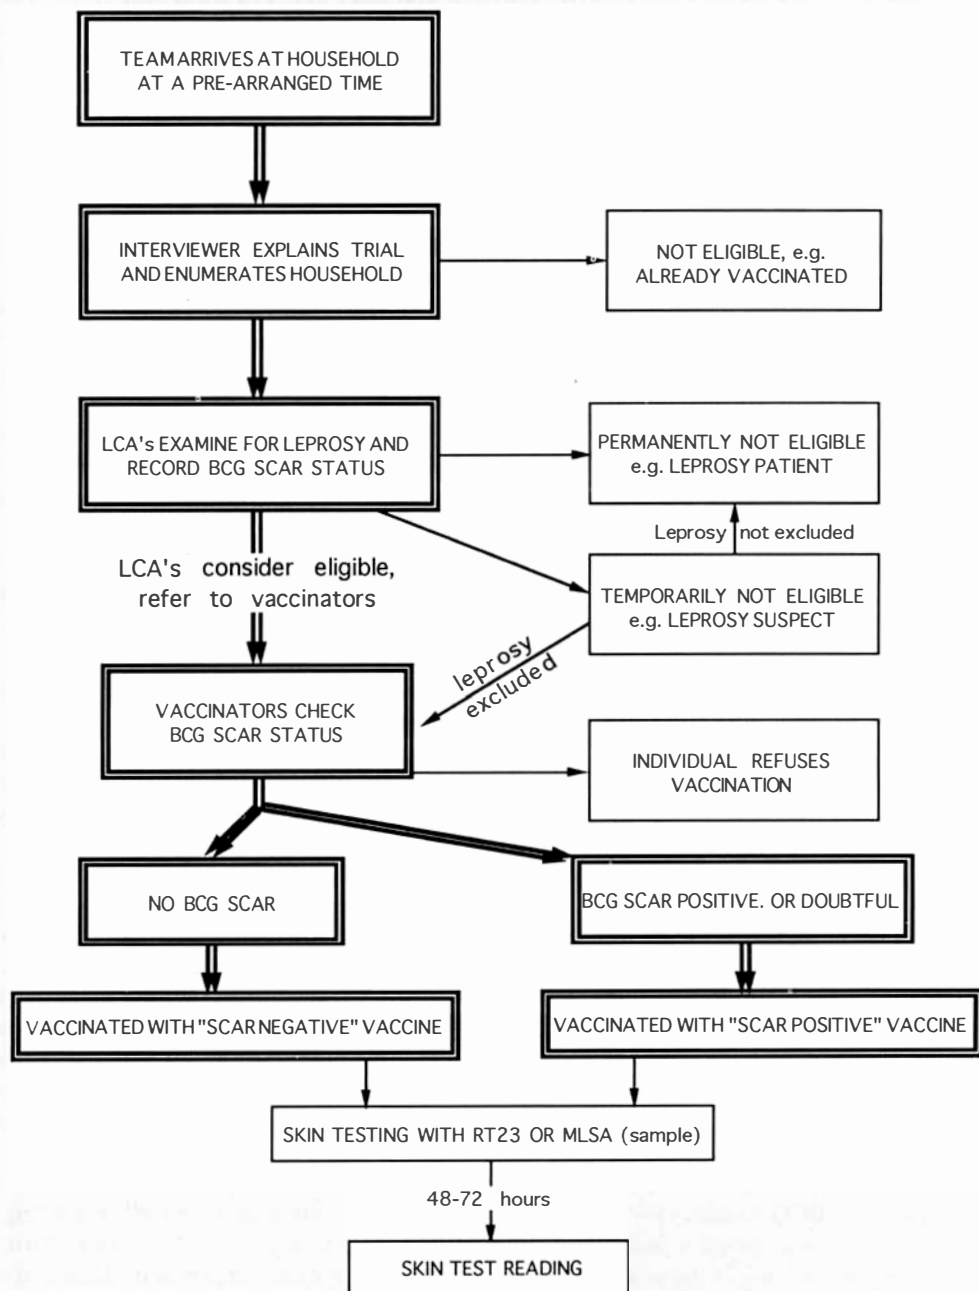 TEAM ARRIVES AT HOUSEHOLD
AT A PRE-ARRANGED TIME
INTERVIEWER EXPLAINS TRIAL
AND ENUMERATES HOUSEHOLD
NOT ELIGIBLE, e.g.
ALREADY VACCINATED
LCA's EXAMINE FOR LEPROSY AND
RECORD BCG SCAR STATUS
PERMANENTLY NOT ELIGIBLE
e.g. LEPROSY PATIENT
Leprosy not excluded
LCA's consider eligible,
refer to vaccinators
TEMPORARILY NOT ELIGIBLE
e.g. LEPROSY SUSPECT
leprosy
excluded
VACCINATORS CHECK
BCG SCAR STATUS
INDIVIDUAL REFUSES
VACCINATION
NO BCG SCAR
BCG SCAR POSITIVE. OR DOUBTFUL
VACCINATED WITH "SCAR NEGATIVE" VACCINE
VACCINATED WITH "SCAR POSITIVE" VACCINE
SKIN TESTING WITH RT23 OR MLSA (sample)
48-72 hours
SKIN TEST READING